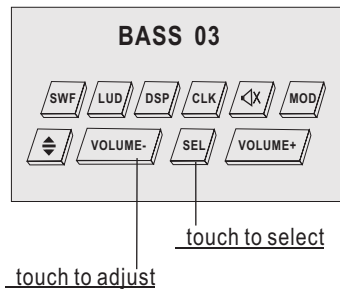 BASS 03
SWF LUD DSP CLK MOD
VOLUME- SEL VOLUME+
touch to select
touch to adjust